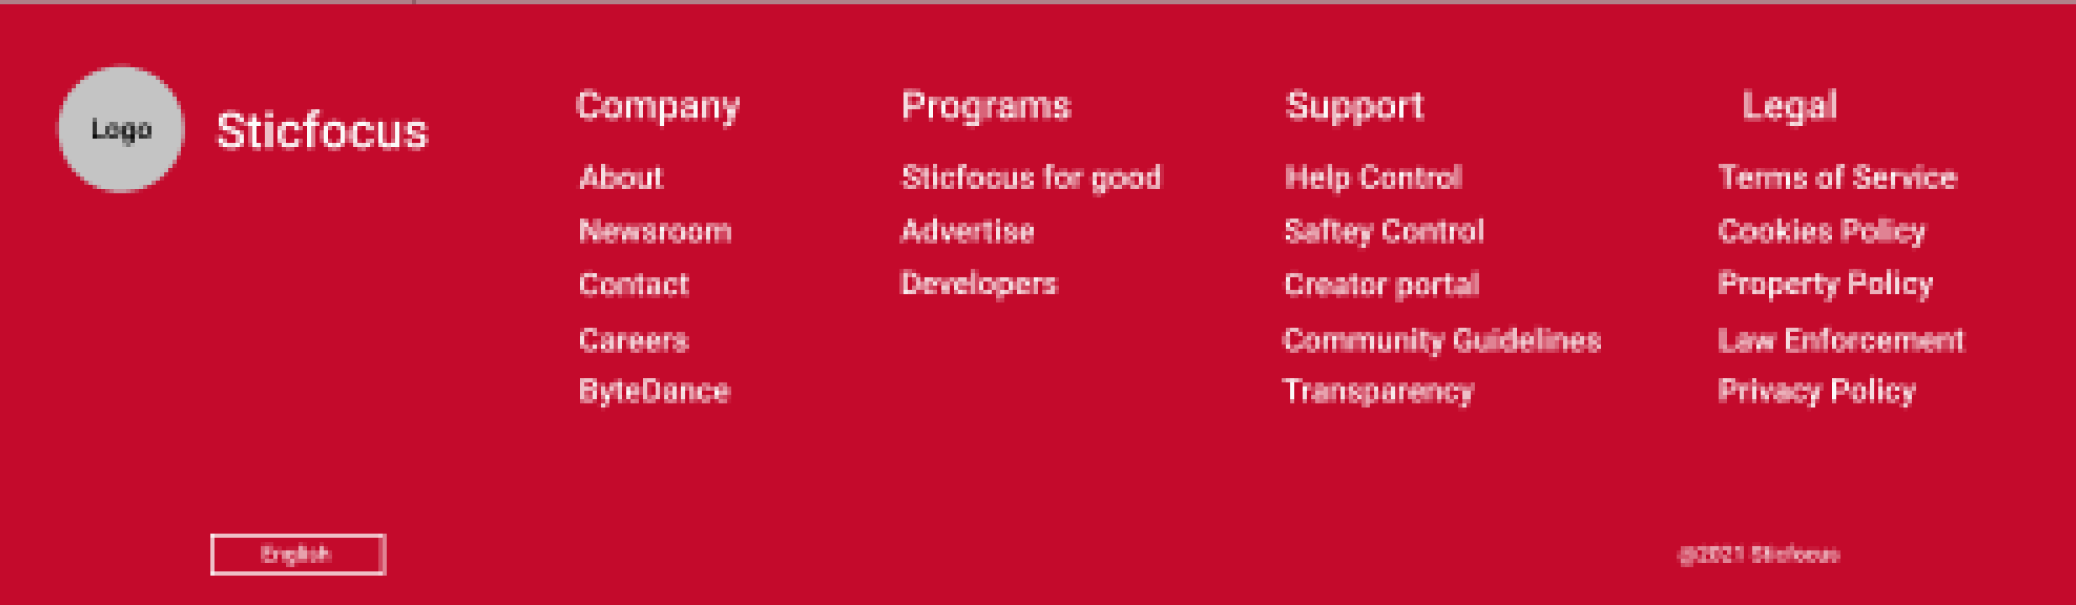 Logo
Sticfocus
Company
About
Newsroom
Contact
Careers
ByteDance
Programs
Sticfocus for good
Advertise
Developers
Support
Help Control
Saftey Control
Creator portal
Community Guidelines
Transparency
Legal
Terms of Service
Cookies Policy
Property Policy
Law Enforcement
Privacy Policy
English
@2021 Sticfocus